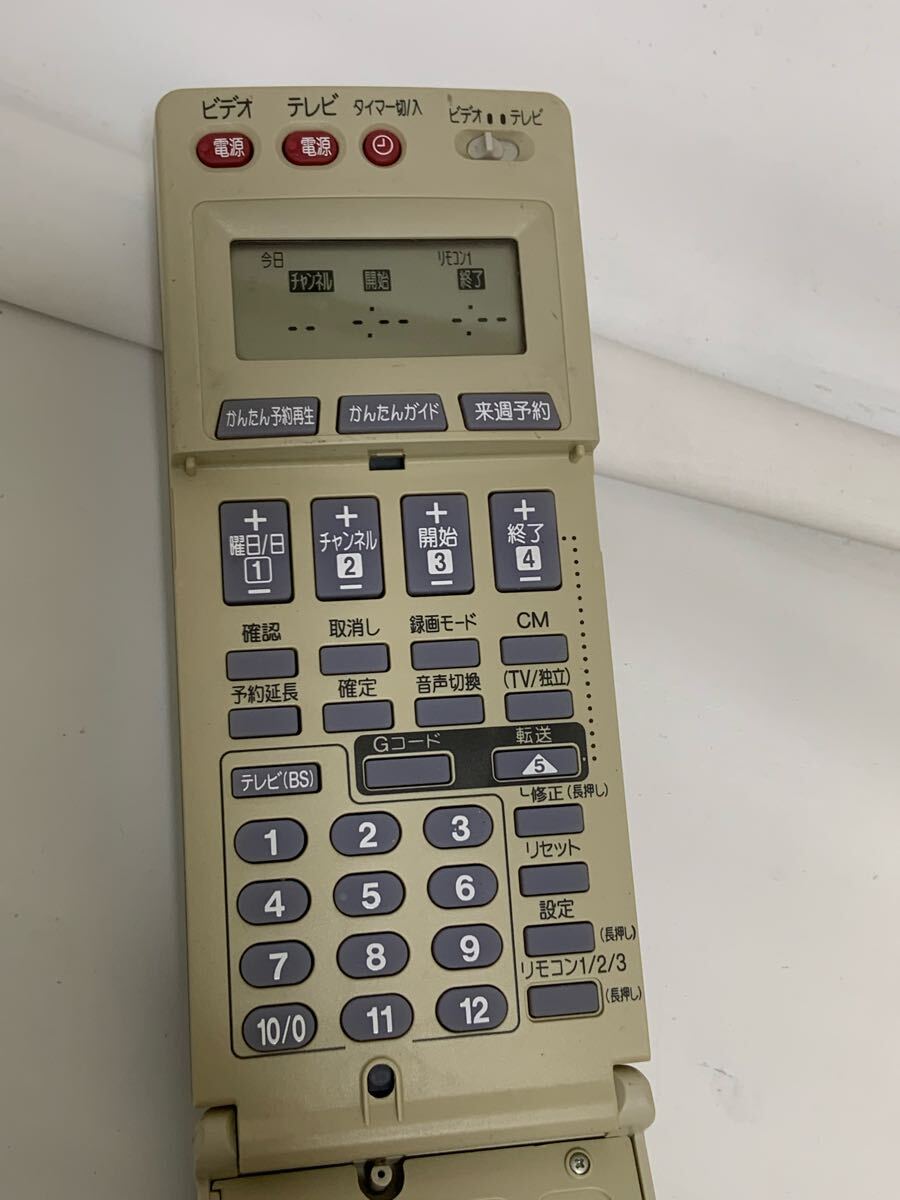 ビデオ テレビ タイマー切/入 ビデオ テレビ
電源 電源
今日 リモコン1
チャンネル 開始 終了
-- -:-- -:--
かんたん予約再生 かんたんガイド 来週予約
+ + + +
曜日/日 チャンネル 開始 終了
1 2 3 4
- - - -
確認 取消し 録画モード CM
予約延長 確定 音声切換 (TV/独立)
Gコード 転送
テレビ(BS) 5
修正(長押し)
1 2 3
リセット
4 5 6
設定
7 8 9 (長押し)
リモコン1/2/3
10/0 11 12 (長押し)